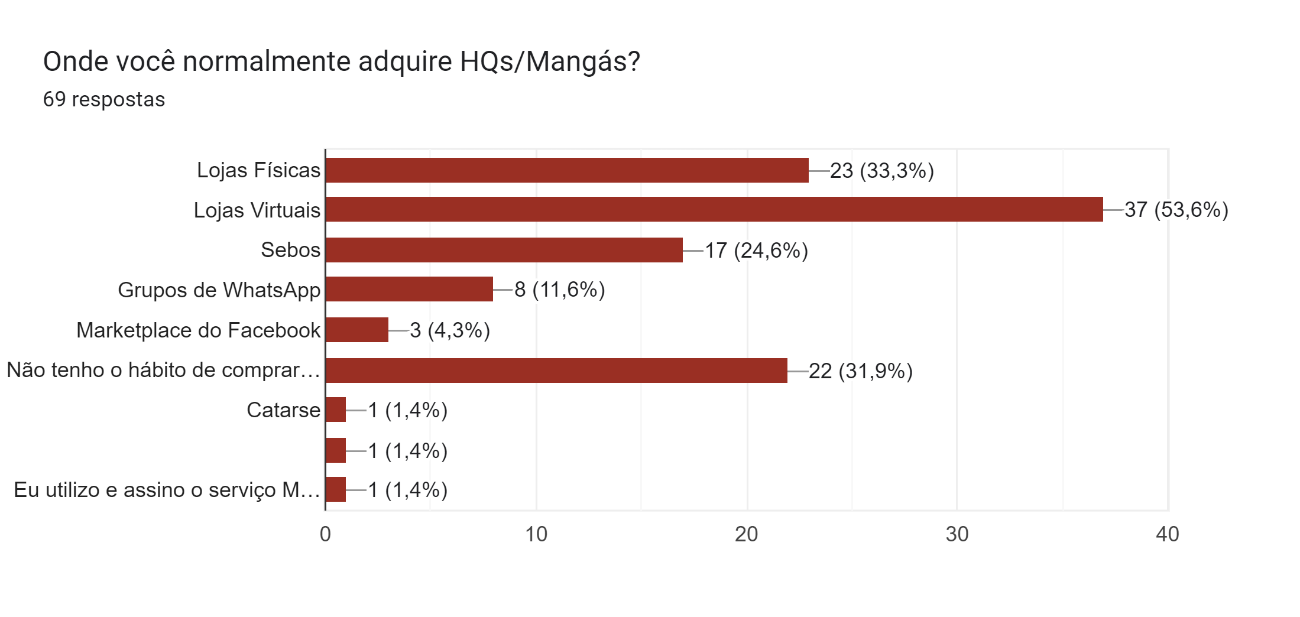 Onde você normalmente adquire HQs/Mangás?
69 respostas
Lojas Físicas
23 (33,3%)
Lojas Virtuais
37 (53,6%)
Sebos
17 (24,6%)
Grupos de WhatsApp
8 (11,6%)
Marketplace do Facebook
3 (4,3%)
Não tenho o hábito de comprar…
22 (31,9%)
Catarse
1 (1,4%)
1 (1,4%)
Eu utilizo e assino o serviço M…
1 (1,4%)
0 10 20 30 40